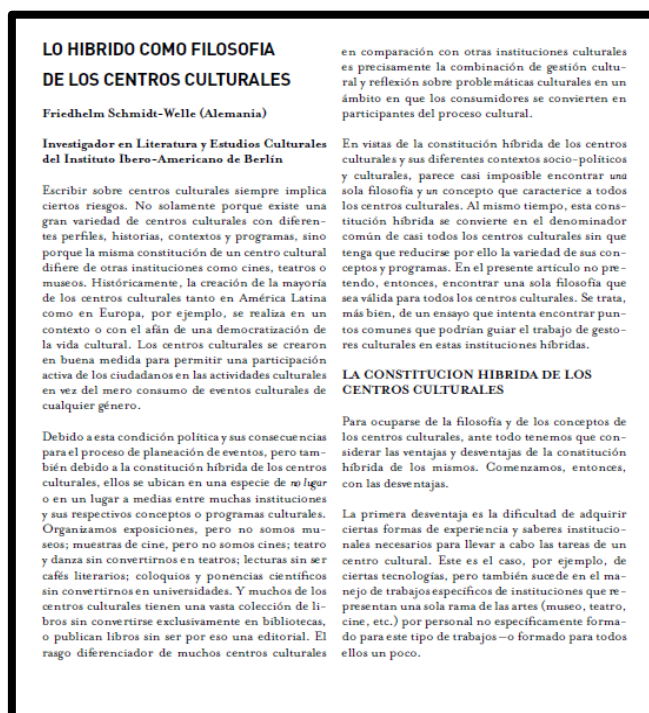 LO HIBRIDO COMO FILOSOFIA
DE LOS CENTROS CULTURALES
Friedhelm Schmidt-Welle (Alemania)
Investigador en Literatura y Estudios Culturales
del Instituto Ibero-Americano de Berlín
Escribir sobre centros culturales siempre implica
ciertos riesgos. No solamente porque existe una
gran variedad de centros culturales con diferen-
tes perfiles, historias, contextos y programas, sino
porque la misma constitución de un centro cultural
difiere de otras instituciones como cines, teatros o
museos. Históricamente, la creación de la mayoría
de los centros culturales tanto en América Latina
como en Europa, por ejemplo, se realiza en un
contexto o con el afán de una democratización de
la vida cultural. Los centros culturales se crearon
en buena medida para permitir una participación
activa de los ciudadanos en las actividades culturales
en vez del mero consumo de eventos culturales de
cualquier género.
Debido a esta condición política y sus consecuencias
para el proceso de planeación de eventos, pero tam-
bién debido a la constitución híbrida de los centros
culturales, ellos se ubican en una especie de no lugar
o en un lugar a medias entre muchas instituciones
y sus respectivos conceptos o programas culturales.
Organizamos exposiciones, pero no somos mu-
seos; muestras de cine, pero no somos cines; teatro
y danza sin convertirnos en teatros; lecturas sin ser
cafés literarios; coloquios y ponencias científicos
sin convertirnos en universidades. Y muchos de los
centros culturales tienen una vasta colección de li-
bros sin convertirse exclusivamente en bibliotecas,
o publican libros sin ser por eso una editorial. El
rasgo diferenciador de muchos centros culturales
en comparación con otras instituciones culturales
es precisamente la combinación de gestión cultu-
ral y reflexión sobre problemáticas culturales en un
ámbito en que los consumidores se convierten en
participantes del proceso cultural.
En vistas de la constitución híbrida de los centros
culturales y sus diferentes contextos socio-políticos
y culturales, parece casi imposible encontrar una
sola filosofía y un concepto que caracterice a todos
los centros culturales. Al mismo tiempo, esta cons-
titución híbrida se convierte en el denominador
común de casi todos los centros culturales sin que
tenga que reducirse por ello la variedad de sus con-
ceptos y programas. En el presente artículo no pre-
tendo, entonces, encontrar una sola filosofía que
sea válida para todos los centros culturales. Se trata,
más bien, de un ensayo que intenta encontrar pun-
tos comunes que podrían guiar el trabajo de gesto-
res culturales en estas instituciones híbridas.
LA CONSTITUCION HIBRIDA DE LOS
CENTROS CULTURALES
Para ocuparse de la filosofía y de los conceptos de
los centros culturales, ante todo tenemos que con-
siderar las ventajas y desventajas de la constitución
híbrida de los mismos. Comenzamos, entonces,
con las desventajas.
La primera desventaja es la dificultad de adquirir
ciertas formas de experiencia y saberes institucio-
nales necesarios para llevar a cabo las tareas de un
centro cultural. Este es el caso, por ejemplo, de
ciertas tecnologías, pero también sucede en el ma-
nejo de trabajos específicos de instituciones que re-
presentan una sola rama de las artes (museo, teatro,
cine, etc.) por personal no específicamente forma-
do para este tipo de trabajos—o formado para todos
ellos un poco.